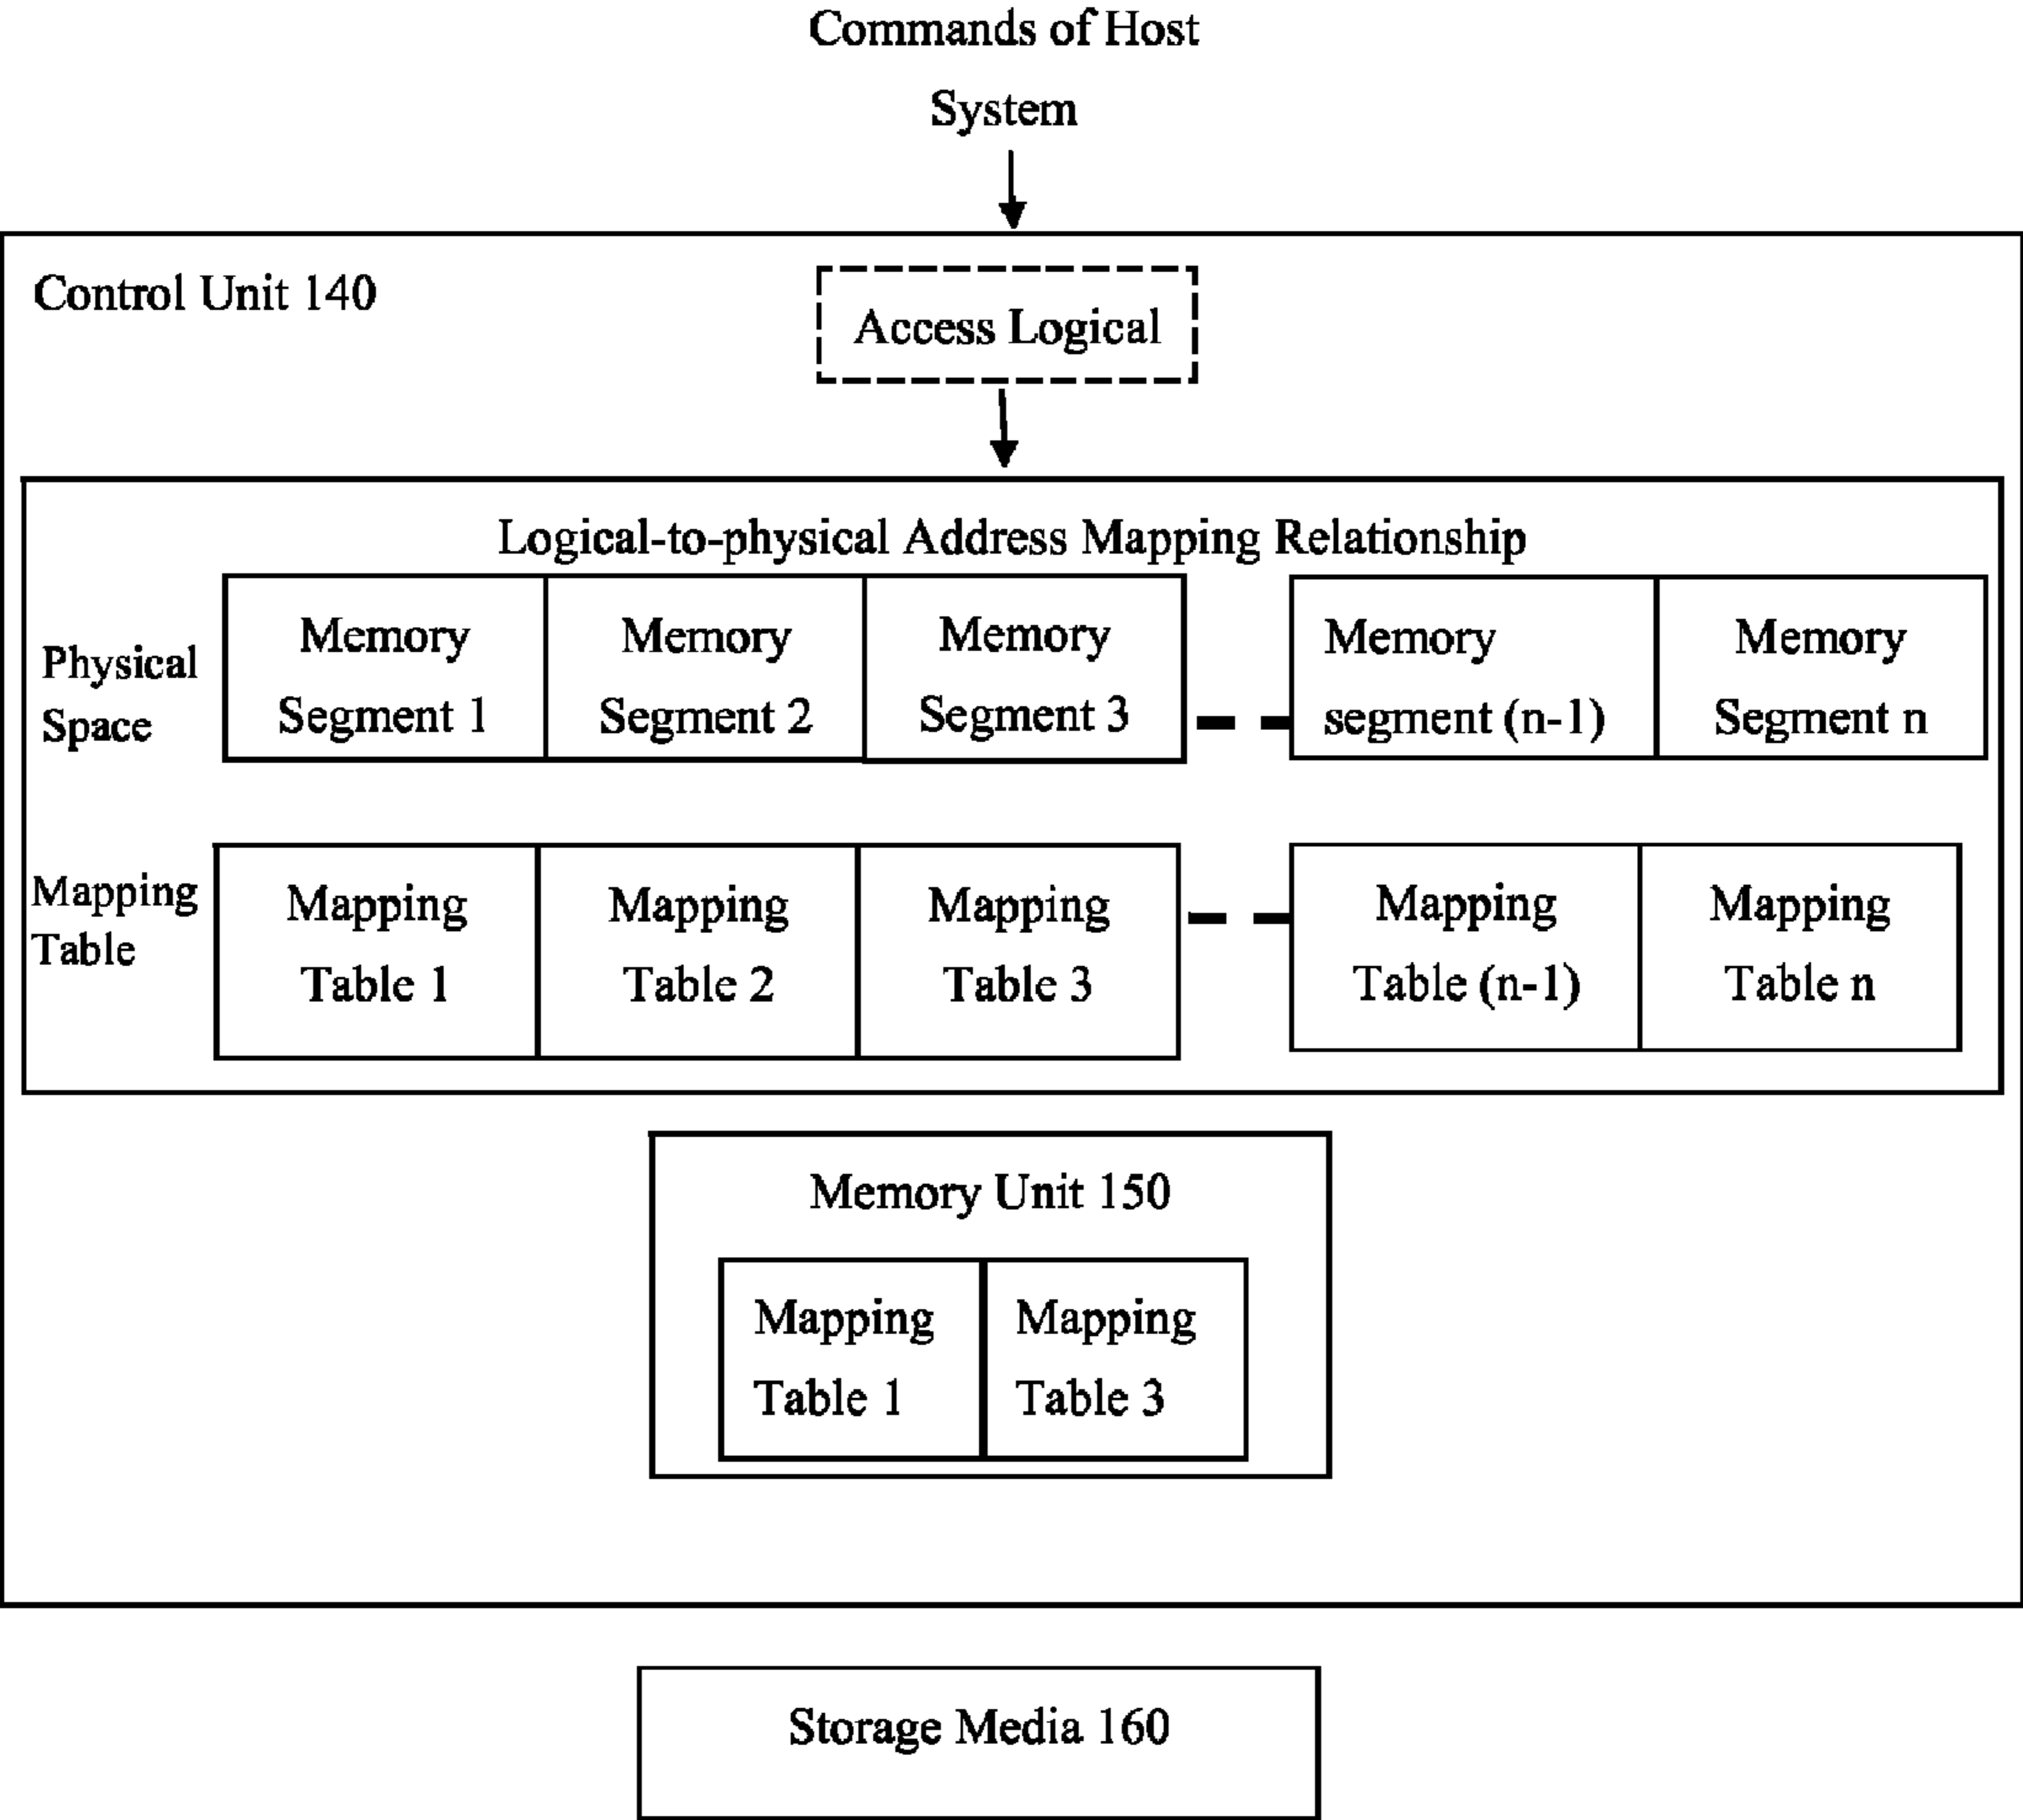 Commands of Host
System
Control Unit 140
Access Logical
Logical-to-physical Address Mapping Relationship
Physical
Space
Memory
Segment 1
Memory
Segment 2
Memory
Segment 3
Memory
segment (n-1)
Memory
Segment n
Mapping
Table
Mapping
Table 1
Mapping
Table 2
Mapping
Table 3
Mapping
Table (n-1)
Mapping
Table n
Memory Unit 150
Mapping
Table 1
Mapping
Table 3
Storage Media 160